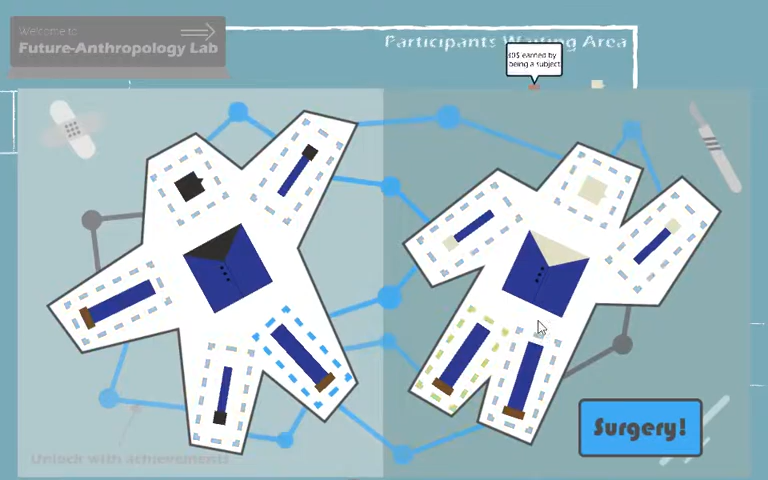 Welcome to
Future-Anthropology Lab
Participants Waiting Area
10$ earned by
being a subject
Surgery!
Unlock with achievements